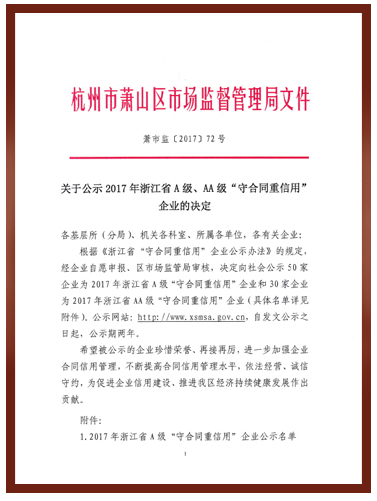 杭州市萧山区市场监督管理局文件
萧市监〔2017〕72 号
关于公示 2017 年浙江省 A 级、AA 级“守合同重信用”
企业的决定
各基层所（分局）、机关各科室、所属各单位，各有关企业：
根据《浙江省“守合同重信用”企业公示办法》的规定，
经企业自愿申报、区市场监管局审核，决定向社会公示 50 家
企业为 2017 年浙江省 A 级“守合同重信用”企业和 30 家企业
为 2017 年浙江省 AA 级“守合同重信用”企业（具体名单详见
附件）。公示网站：http://www.xsmsa.gov.cn，自发文公示之
日起，公示期两年。
希望被公示的企业珍惜荣誉、再接再厉，进一步加强企业
合同信用管理，不断提高合同信用管理水平，依法经营、诚信
守约，为促进企业信用建设、推进我区经济持续健康发展作出
贡献。
附件：
1.2017 年浙江省 A 级“守合同重信用”企业公示名单
1